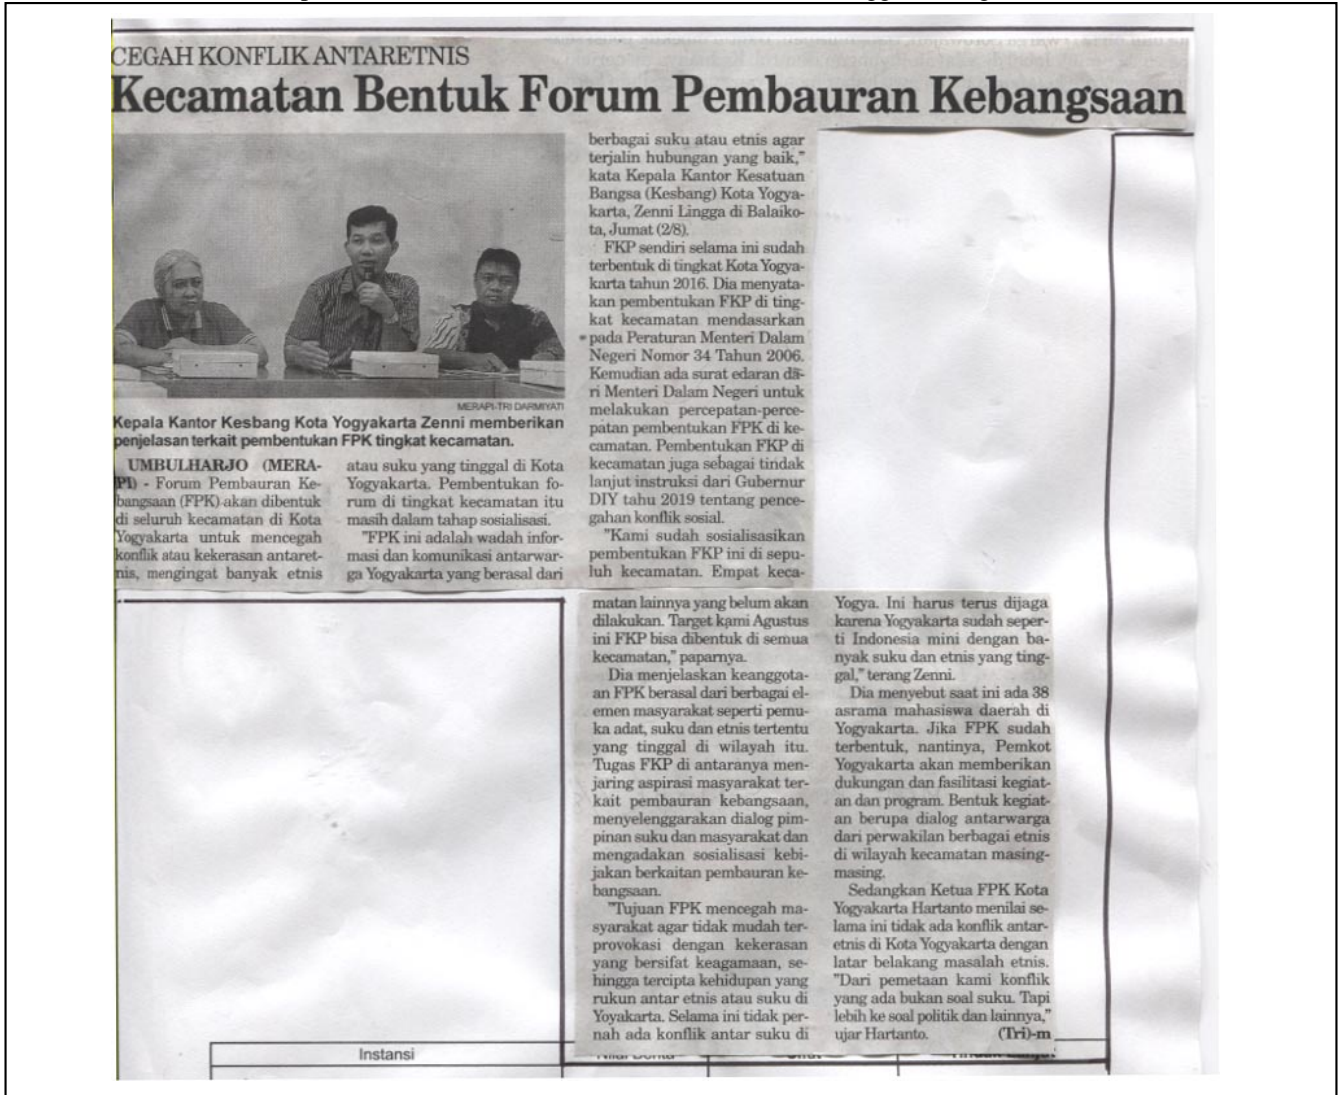 CEGAH KONFLIK ANTARETNIS
Kecamatan Bentuk Forum Pembauran Kebangsaan
MERAPI-TRI DARMIYATI
Kepala Kantor Kesbang Kota Yogyakarta Zenni memberikan
penjelasan terkait pembentukan FPK tingkat kecamatan.
UMBULHARJO (MERA-
PI) - Forum Pembauran Ke-
bangsaan (FPK) akan dibentuk
di seluruh kecamatan di Kota
Yogyakarta untuk mencegah
konflik atau kekerasan antaret-
nis, mengingat banyak etnis
atau suku yang tinggal di Kota
Yogyakarta. Pembentukan fo-
rum di tingkat kecamatan itu
masih dalam tahap sosialisasi.
"FPK ini adalah wadah infor-
masi dan komunikasi antarwar-
ga Yogyakarta yang berasal dari
berbagai suku atau etnis agar
terjalin hubungan yang baik,"
kata Kepala Kantor Kesatuan
Bangsa (Kesbang) Kota Yogya-
karta, Zenni Lingga di Balaiko-
ta, Jumat (2/8).
FKP sendiri selama ini sudah
terbentuk di tingkat Kota Yogya-
karta tahun 2016. Dia menyata-
kan pembentukan FKP di ting-
kat kecamatan mendasarkan
pada Peraturan Menteri Dalam
Negeri Nomor 34 Tahun 2006.
Kemudian ada surat edaran da-
ri Menteri Dalam Negeri untuk
melakukan percepatan-perce-
patan pembentukan FPK di ke-
camatan. Pembentukan FKP di
kecamatan juga sebagai tindak
lanjut instruksi dari Gubernur
DIY tahu 2019 tentang pence-
gahan konflik sosial.
"Kami sudah sosialisasikan
pembentukan FKP ini di sepu-
luh kecamatan. Empat keca-
matan lainnya yang belum akan
dilakukan. Target kami Agustus
ini FKP bisa dibentuk di semua
kecamatan," paparnya.
Dia menjelaskan keanggota-
an FPK berasal dari berbagai el-
emen masyarakat seperti pemu-
ka adat, suku dan etnis tertentu
yang tinggal di wilayah itu.
Tugas FKP di antaranya men-
jaring aspirasi masyarakat ter-
kait pembauran kebangsaan,
menyelenggarakan dialog pim-
pinan suku dan masyarakat dan
mengadakan sosialisasi kebi-
jakan berkaitan pembauran ke-
bangsaan.
"Tujuan FPK mencegah ma-
syarakat agar tidak mudah ter-
provokasi dengan kekerasan
yang bersifat keagamaan, se-
hingga tercipta kehidupan yang
rukun antar etnis atau suku di
Yoyakarta. Selama ini tidak per-
nah ada konflik antar suku di
Yogya. Ini harus terus dijaga
karena Yogyakarta sudah seper-
ti Indonesia mini dengan ba-
nyak suku dan etnis yang ting-
gal," terang Zenni.
Dia menyebut saat ini ada 38
asrama mahasiswa daerah di
Yogyakarta. Jika FPK sudah
terbentuk, nantinya, Pemkot
Yogyakarta akan memberikan
dukungan dan fasilitasi kegiat-
an dan program. Bentuk kegiat-
an berupa dialog antarwarga
dari perwakilan berbagai etnis
di wilayah kecamatan masing-
masing.
Sedangkan Ketua FPK Kota
Yogyakarta Hartanto menilai se-
lama ini tidak ada konflik antar-
etnis di Kota Yogyakarta dengan
latar belakang masalah etnis.
"Dari pemetaan kami konflik
yang ada bukan soal suku. Tapi
lebih ke soal politik dan lainnya,"
ujar Hartanto. (Tri)-m
Instansi